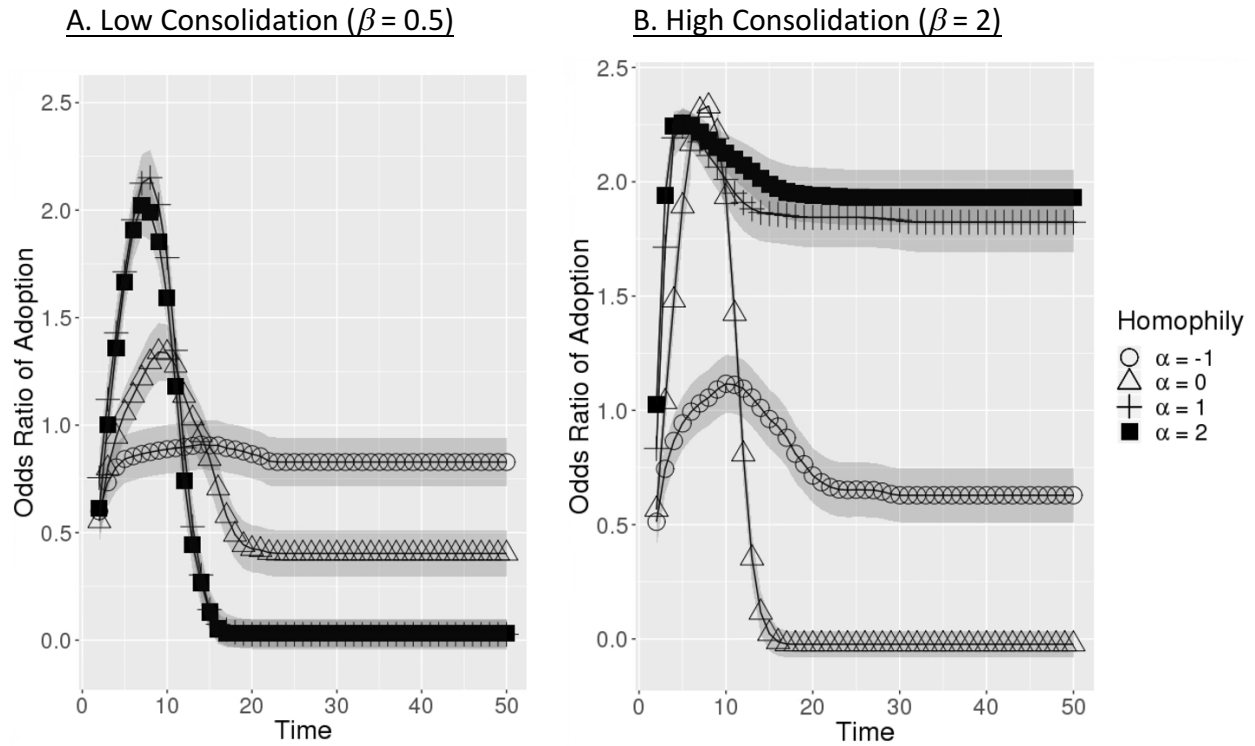 A. Low Consolidation (β = 0.5)
B. High Consolidation (β = 2)
Odds Ratio of Adoption
2.5
2.0
1.5
1.0
0.5
0.0
0 10 20 30 40 50
Time
Odds Ratio of Adoption
2.5
2.0
1.5
1.0
0.5
0.0
0 10 20 30 40 50
Time
Homophily
α = -1
α = 0
α = 1
α = 2